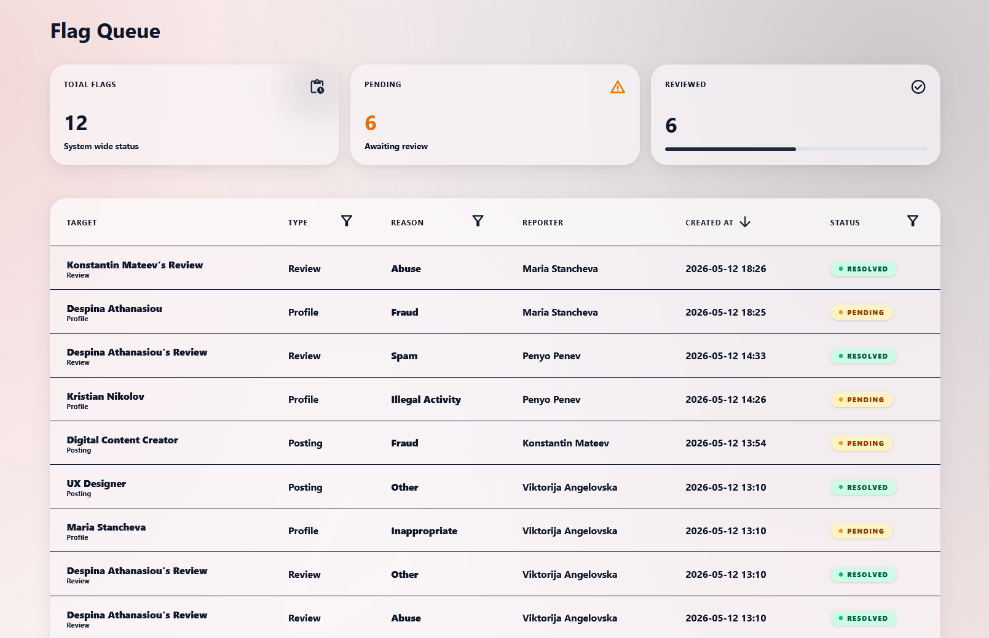 Flag Queue
TOTAL FLAGS
12
System wide status
PENDING
6
Awaiting review
REVIEWED
6
TARGET TYPE REASON REPORTER CREATED AT STATUS
Konstantin Mateev's Review
Review
Review Abuse Maria Stancheva 2026-05-12 18:26 RESOLVED
Despina Athanasiou
Profile
Profile Fraud Maria Stancheva 2026-05-12 18:25 PENDING
Despina Athanasiou's Review
Review
Review Spam Penyo Penev 2026-05-12 14:33 RESOLVED
Kristian Nikolov
Profile
Profile Illegal Activity Penyo Penev 2026-05-12 14:26 PENDING
Digital Content Creator
Posting
Posting Fraud Konstantin Mateev 2026-05-12 13:54 PENDING
UX Designer
Posting
Posting Other Viktorija Angelovska 2026-05-12 13:10 RESOLVED
Maria Stancheva
Profile
Profile Inappropriate Viktorija Angelovska 2026-05-12 13:10 PENDING
Despina Athanasiou's Review
Review
Review Other Viktorija Angelovska 2026-05-12 13:10 RESOLVED
Despina Athanasiou's Review
Review
Review Abuse Viktorija Angelovska 2026-05-12 13:10 RESOLVED